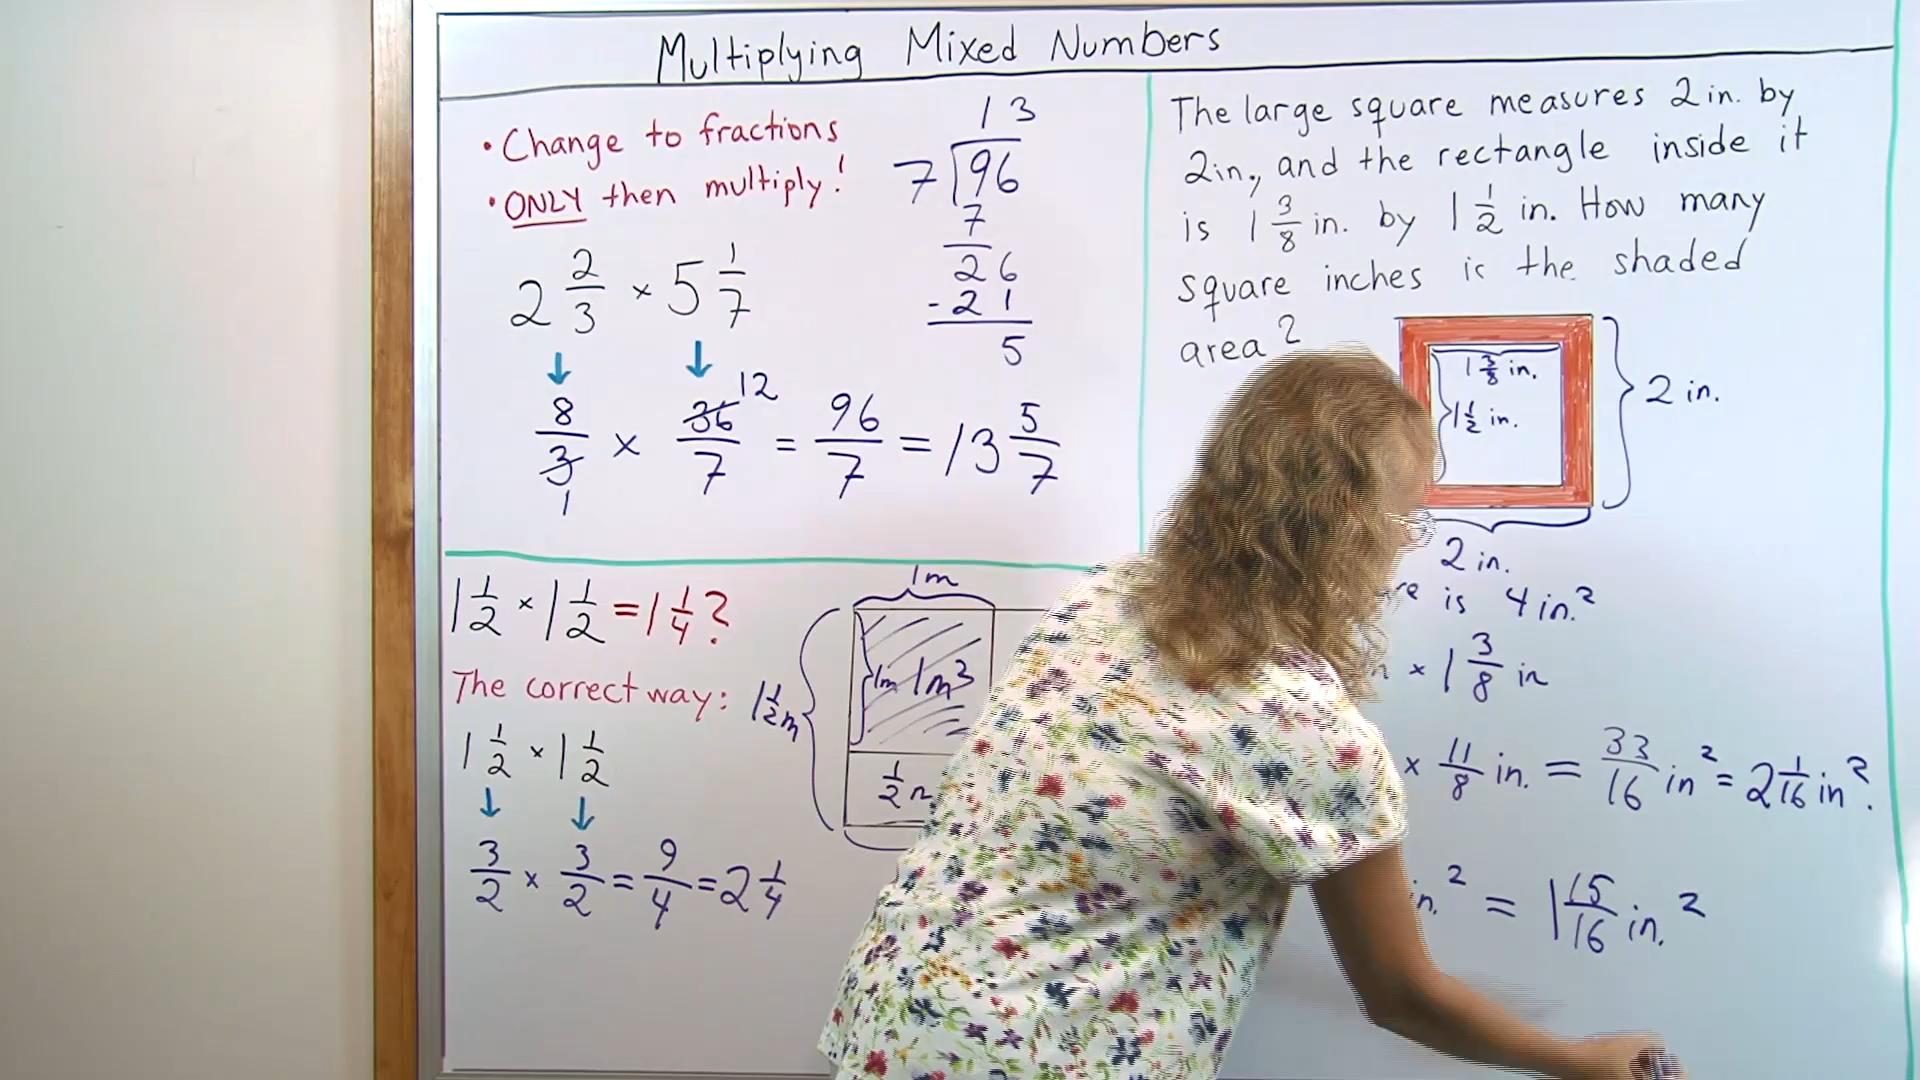 Multiplying Mixed Numbers
• Change to fractions
• ONLY then multiply!
2 2/3 × 5 1/7
↓ ↓
8/3 × 36/7 = 96/7 = 13 5/7
12
1
13
7)96
7
26
-21
5
1 1/2 × 1 1/2 = 1 1/4?
The correct way:
1 1/2 × 1 1/2
↓ ↓
3/2 × 3/2 = 9/4 = 2 1/4
1m
1m 1m²
1 1/2 m
1/2
The large square measures 2 in. by
2in, and the rectangle inside it
is 1 3/8 in. by 1 1/2 in. How many
square inches is the shaded
area?
1 3/8 in.
1 1/2 in.
2 in.
2 in.
is 4 in.²
× 1 3/8 in
× 11/8 in. = 33/16 in² = 2 1/16 in².
in.² = 1 15/16 in.²